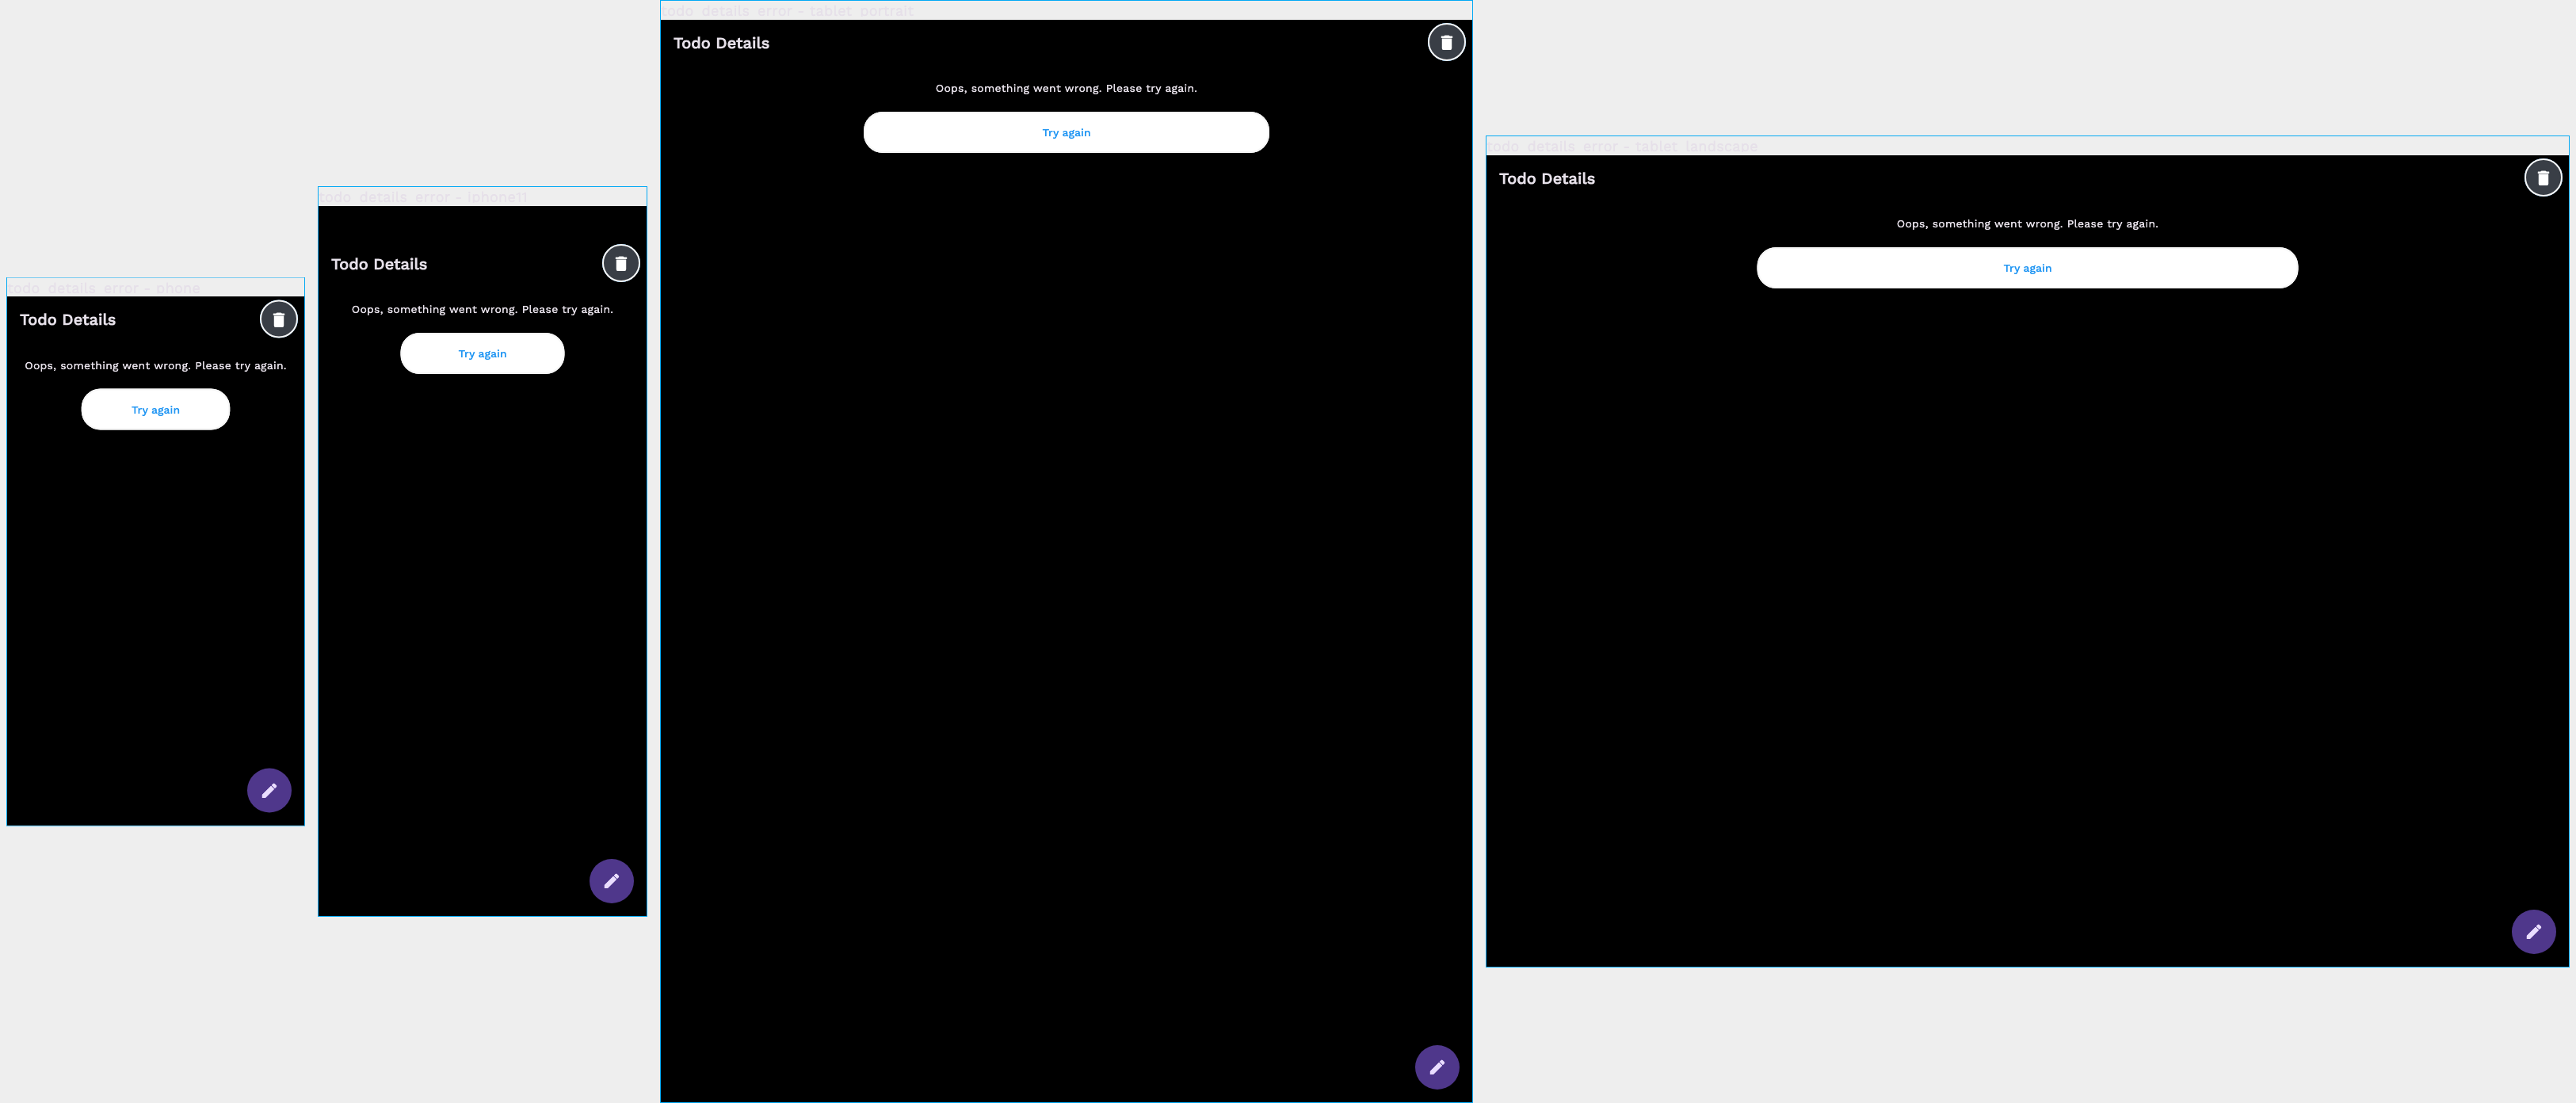 todo_details_error - phone
Todo Details
Oops, something went wrong. Please try again.
Try again
todo_details_error - iphone11
Todo Details
Oops, something went wrong. Please try again.
Try again
todo_details_error - tablet_portrait
Todo Details
Oops, something went wrong. Please try again.
Try again
todo_details_error - tablet_landscape
Todo Details
Oops, something went wrong. Please try again.
Try again